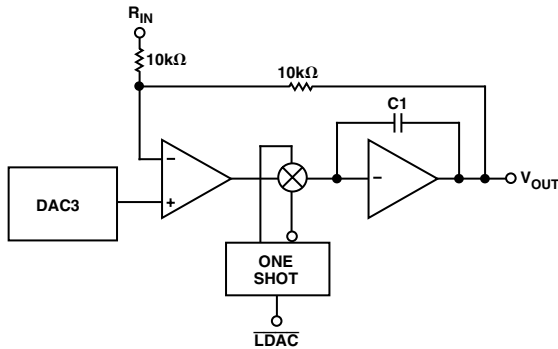 R_IN
10kΩ
10kΩ
C1
−
−
V_OUT
DAC3
+
ONE
SHOT
LDAC